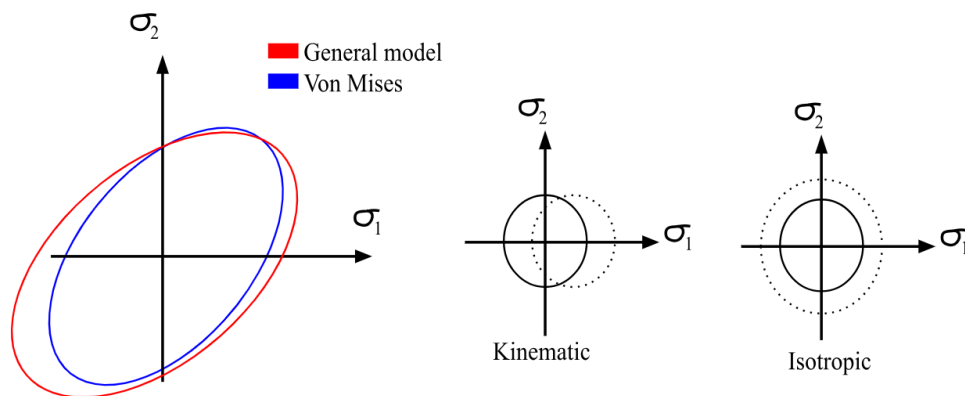 σ2
General model
Von Mises
σ1
σ2
σ1
Kinematic
σ2
σ1
Isotropic